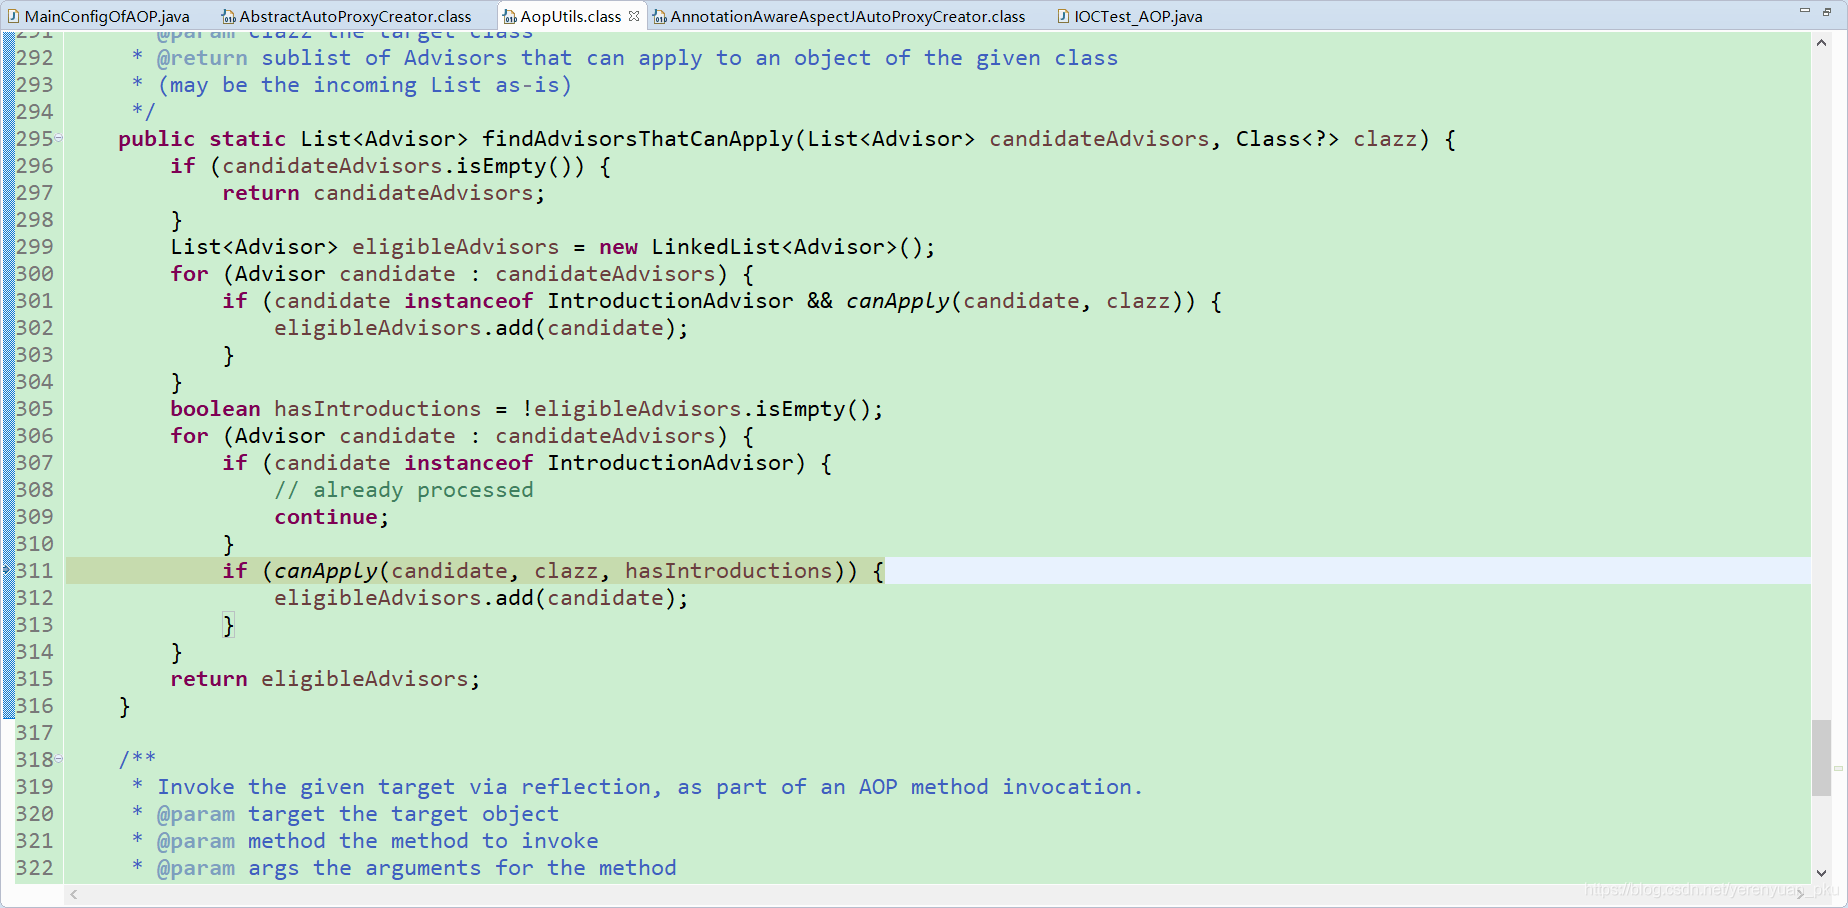 MainConfigOfAOP.java AbstractAutoProxyCreator.class AopUtils.class AnnotationAwareAspectJAutoProxyCreator.class IOCTest_AOP.java
291 * @param clazz the target class
292 * @return sublist of Advisors that can apply to an object of the given class
293 * (may be the incoming List as-is)
294 */
295 public static List<Advisor> findAdvisorsThatCanApply(List<Advisor> candidateAdvisors, Class<?> clazz) {
296 if (candidateAdvisors.isEmpty()) {
297 return candidateAdvisors;
298 }
299 List<Advisor> eligibleAdvisors = new LinkedList<Advisor>();
300 for (Advisor candidate : candidateAdvisors) {
301 if (candidate instanceof IntroductionAdvisor && canApply(candidate, clazz)) {
302 eligibleAdvisors.add(candidate);
303 }
304 }
305 boolean hasIntroductions = !eligibleAdvisors.isEmpty();
306 for (Advisor candidate : candidateAdvisors) {
307 if (candidate instanceof IntroductionAdvisor) {
308 // already processed
309 continue;
310 }
311 if (canApply(candidate, clazz, hasIntroductions)) {
312 eligibleAdvisors.add(candidate);
313 }
314 }
315 return eligibleAdvisors;
316 }
317
318 /**
319 * Invoke the given target via reflection, as part of an AOP method invocation.
320 * @param target the target object
321 * @param method the method to invoke
322 * @param args the arguments for the method
https://blog.csdn.net/yerenyuan_pku